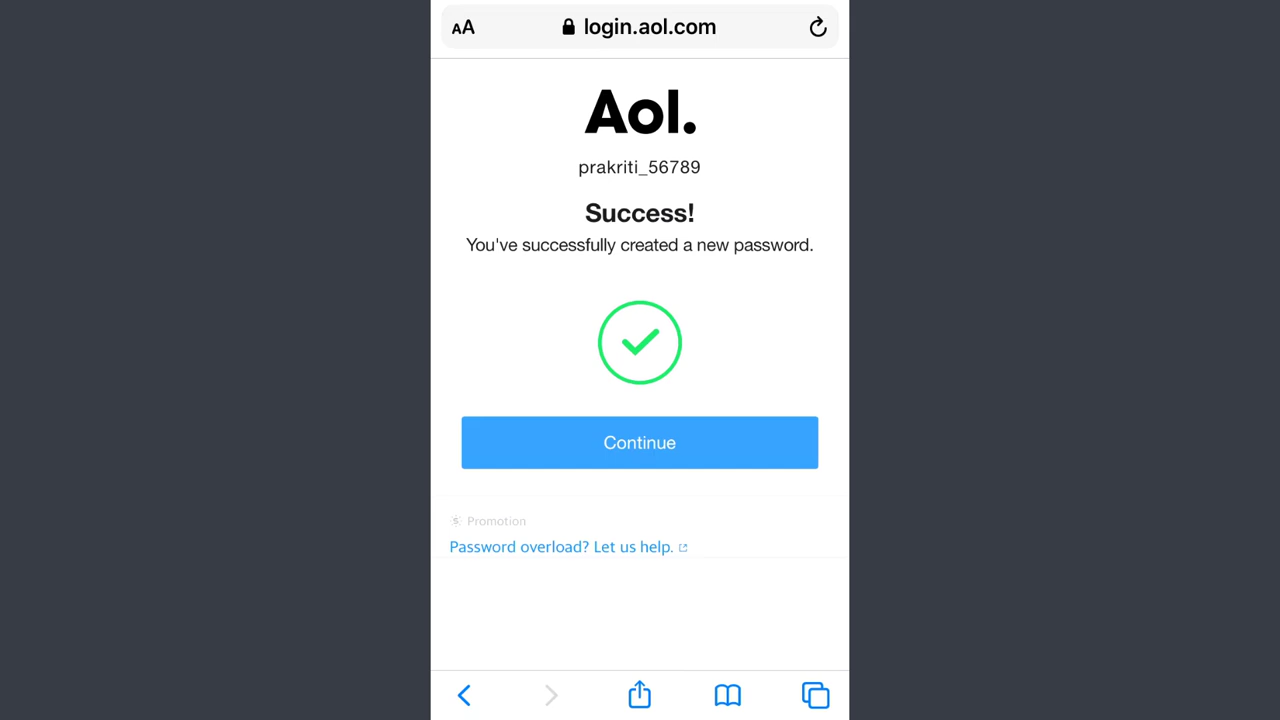 AA
login.aol.com
Aol.
prakriti_56789
Success!
You've successfully created a new password.
Continue
S Promotion
Password overload? Let us help.